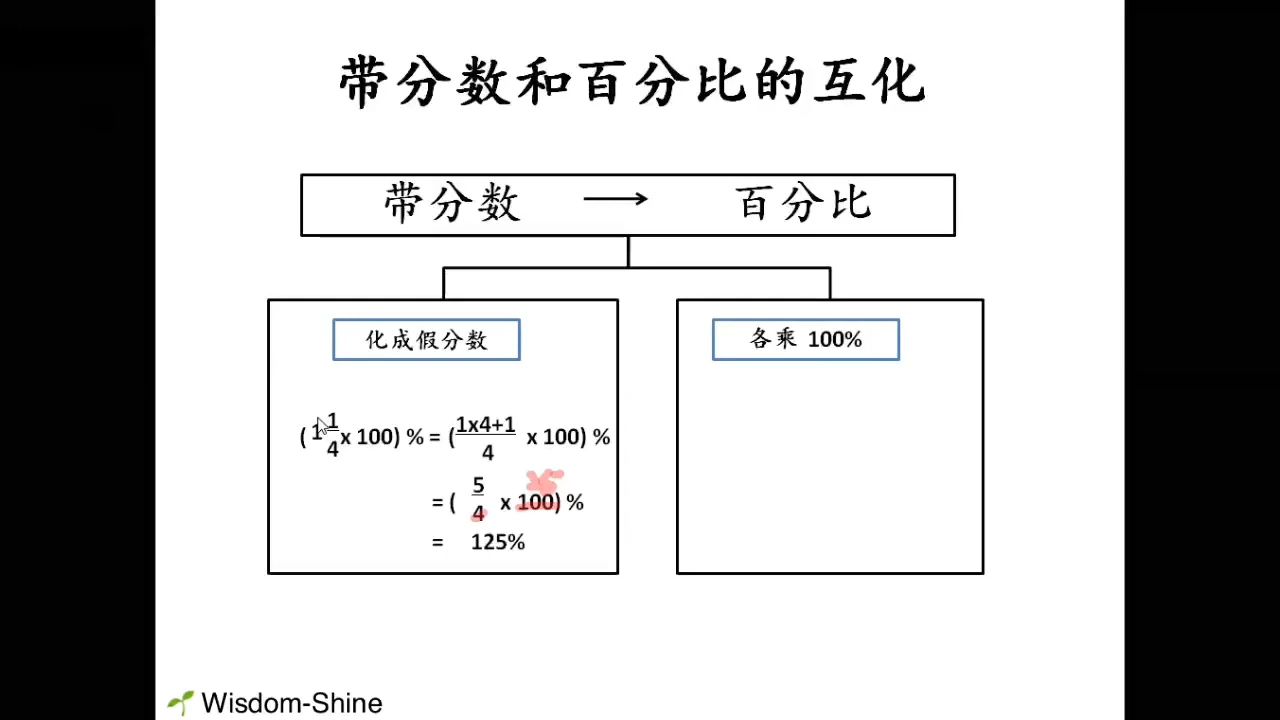 带分数和百分比的互化
带分数 → 百分比
化成假分数
(1 1/4 x 100) % = (1x4+1/4 x 100) %
= ( 5/4 x 100) %
= 125%
各乘 100%
Wisdom-Shine